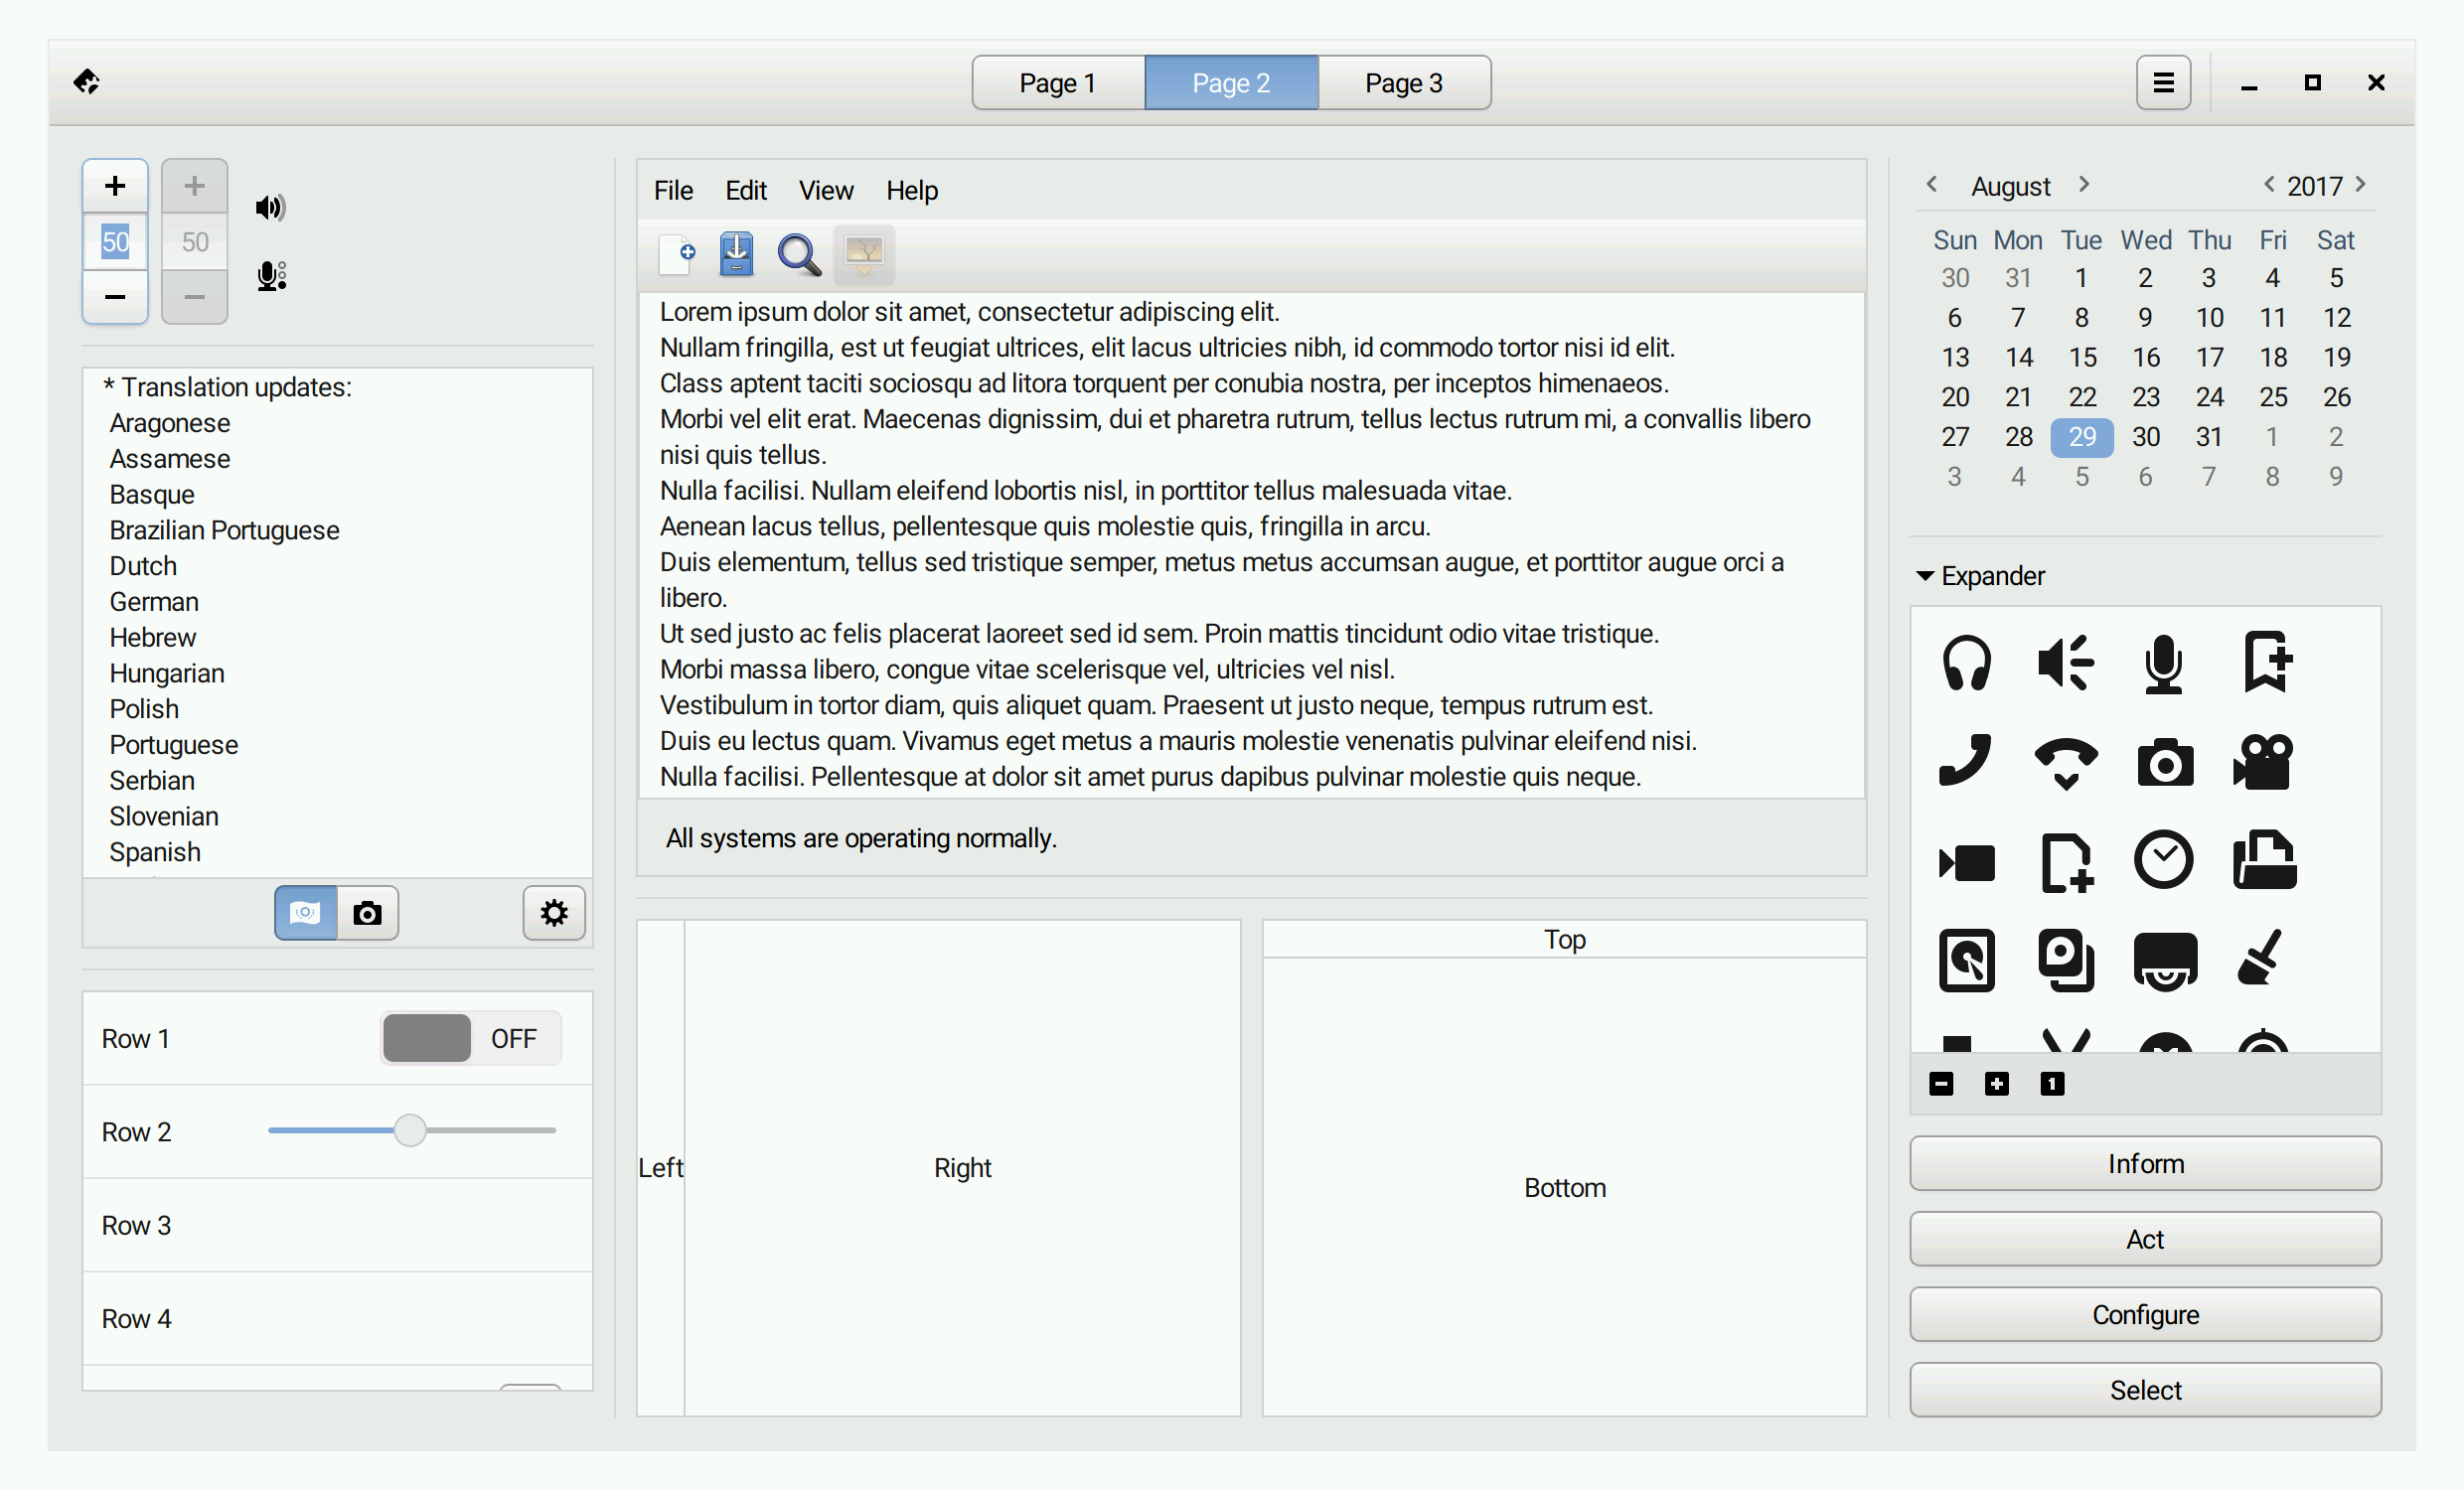 Page 1 Page 2 Page 3
50 50
* Translation updates:
Aragonese
Assamese
Basque
Brazilian Portuguese
Dutch
German
Hebrew
Hungarian
Polish
Portuguese
Serbian
Slovenian
Spanish
Row 1 OFF
Row 2
Row 3
Row 4
File Edit View Help
Lorem ipsum dolor sit amet, consectetur adipiscing elit.
Nullam fringilla, est ut feugiat ultrices, elit lacus ultricies nibh, id commodo tortor nisi id elit.
Class aptent taciti sociosqu ad litora torquent per conubia nostra, per inceptos himenaeos.
Morbi vel elit erat. Maecenas dignissim, dui et pharetra rutrum, tellus lectus rutrum mi, a convallis libero
nisi quis tellus.
Nulla facilisi. Nullam eleifend lobortis nisl, in porttitor tellus malesuada vitae.
Aenean lacus tellus, pellentesque quis molestie quis, fringilla in arcu.
Duis elementum, tellus sed tristique semper, metus metus accumsan augue, et porttitor augue orci a
libero.
Ut sed justo ac felis placerat laoreet sed id sem. Proin mattis tincidunt odio vitae tristique.
Morbi massa libero, congue vitae scelerisque vel, ultricies vel nisl.
Vestibulum in tortor diam, quis aliquet quam. Praesent ut justo neque, tempus rutrum est.
Duis eu lectus quam. Vivamus eget metus a mauris molestie venenatis pulvinar eleifend nisi.
Nulla facilisi. Pellentesque at dolor sit amet purus dapibus pulvinar molestie quis neque.
All systems are operating normally.
Left Right
Top
Bottom
August 2017
Sun Mon Tue Wed Thu Fri Sat
30 31 1 2 3 4 5
6 7 8 9 10 11 12
13 14 15 16 17 18 19
20 21 22 23 24 25 26
27 28 29 30 31 1 2
3 4 5 6 7 8 9
Expander
1
Inform
Act
Configure
Select